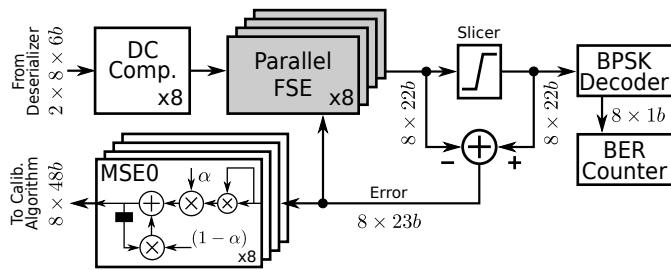 From
Deserializer
2 × 8 × 6b
DC
Comp.
x8
Parallel
FSE
x8
8 × 22b
Slicer
8 × 22b
BPSK
Decoder
8 × 1b
BER
Counter
− +
Error
8 × 23b
MSE0
α
(1−α)
x8
To Calib.
Algorithm
8 × 48b